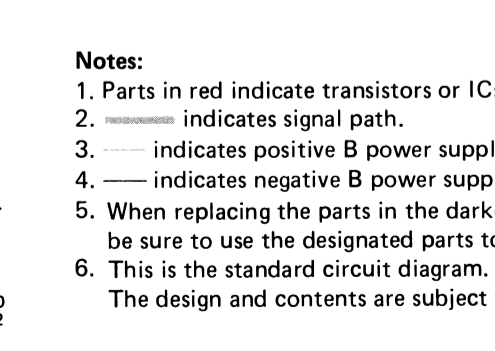 Notes:
1. Parts in red indicate transistors or IC
2. indicates signal path.
3. indicates positive B power suppl
4. indicates negative B power supp
5. When replacing the parts in the dark
be sure to use the designated parts to
6. This is the standard circuit diagram.
The design and contents are subject
2